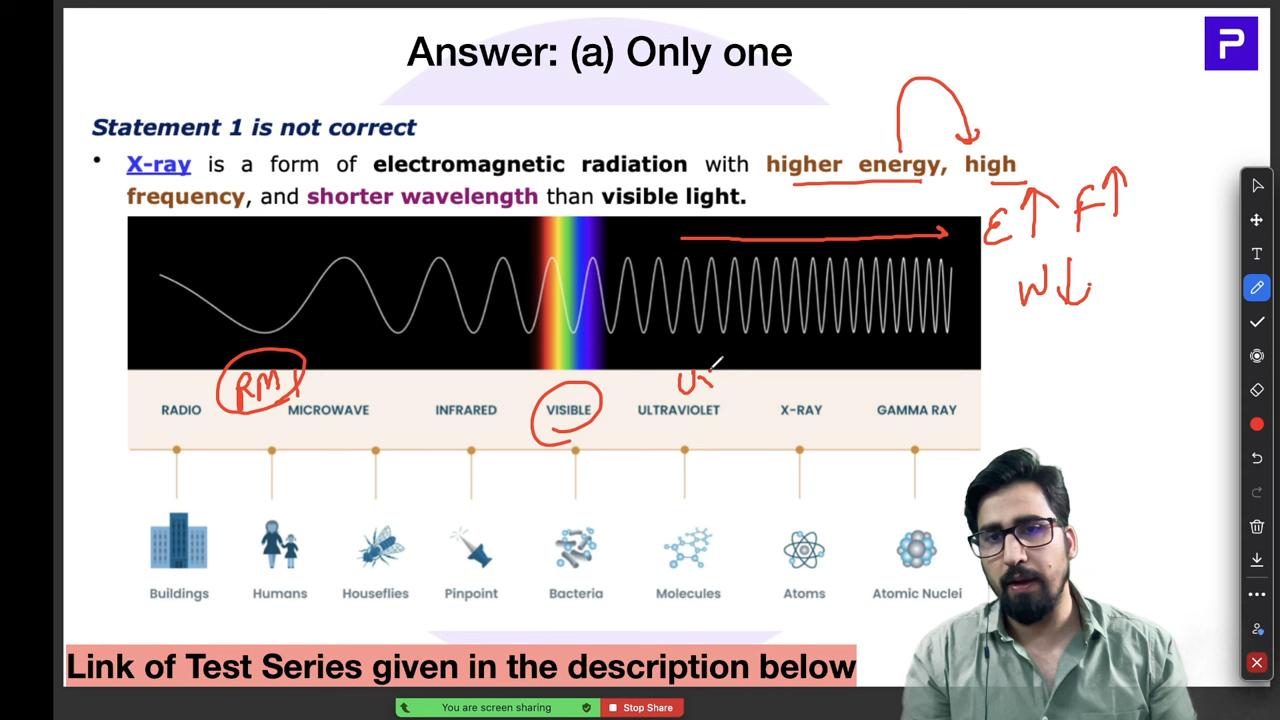 Answer: (a) Only one
P
Statement 1 is not correct
• X-ray is a form of electromagnetic radiation with higher energy, high
frequency, and shorter wavelength than visible light.
E↑ F↑
W↓
RMI
RADIO MICROWAVE INFRARED VISIBLE ULTRAVIOLET X-RAY GAMMA RAY
Buildings Humans Houseflies Pinpoint Bacteria Molecules Atoms Atomic Nuclei
Link of Test Series given in the description below
You are screen sharing
Stop Share
T